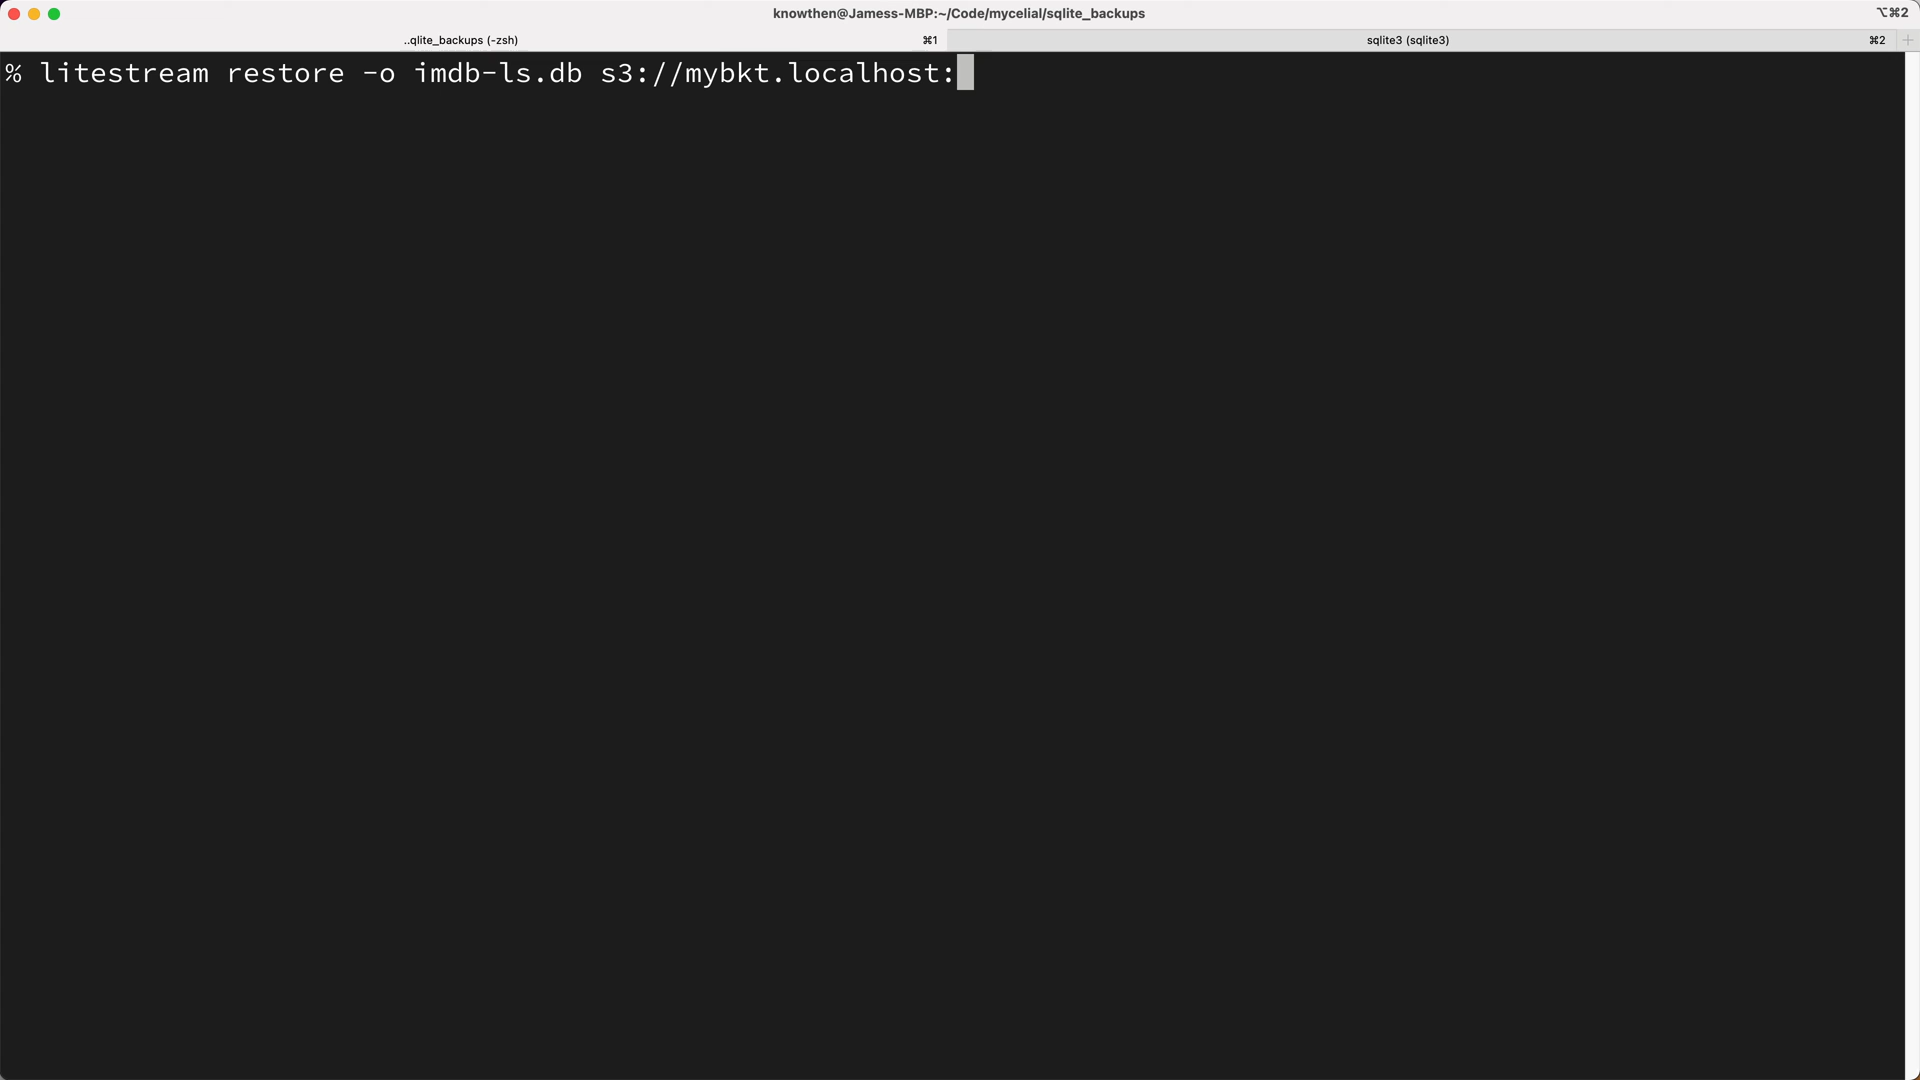 knowthen@Jamess-MBP:~/Code/mycelial/sqlite_backups
⌥⌘2
..qlite_backups (-zsh)
⌘1
sqlite3 (sqlite3)
⌘2
% litestream restore -o imdb-ls.db s3://mybkt.localhost: